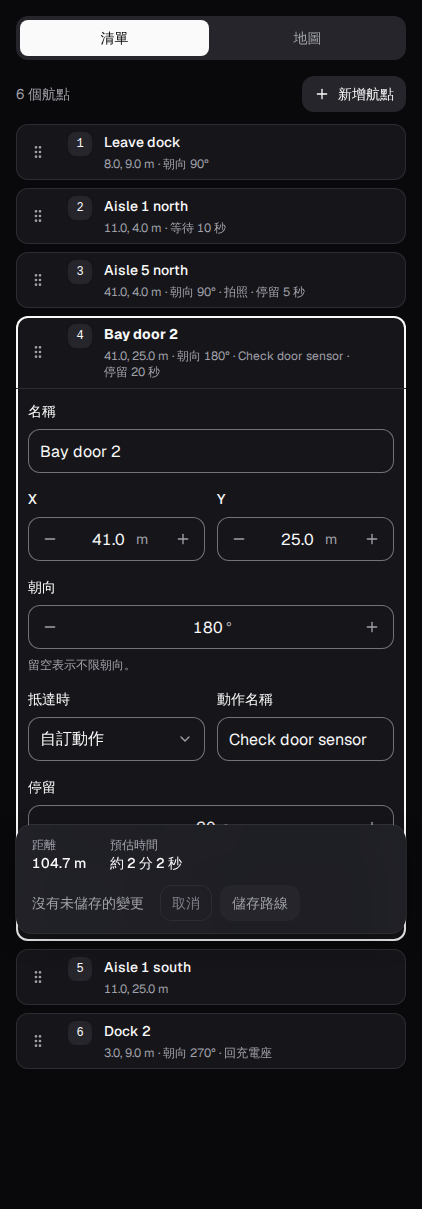 清單
地圖
6 個航點
新增航點
1
Leave dock
8.0, 9.0 m · 朝向 90°
2
Aisle 1 north
11.0, 4.0 m · 等待 10 秒
3
Aisle 5 north
41.0, 4.0 m · 朝向 90° · 拍照 · 停留 5 秒
4
Bay door 2
41.0, 25.0 m · 朝向 180° · Check door sensor ·
停留 20 秒
名稱
Bay door 2
X
Y
41.0 m
25.0 m
朝向
180 °
留空表示不限朝向。
抵達時
動作名稱
自訂動作
Check door sensor
停留
距離
預估時間
104.7 m
約 2 分 2 秒
沒有未儲存的變更
取消
儲存路線
5
Aisle 1 south
11.0, 25.0 m
6
Dock 2
3.0, 9.0 m · 朝向 270° · 回充電座